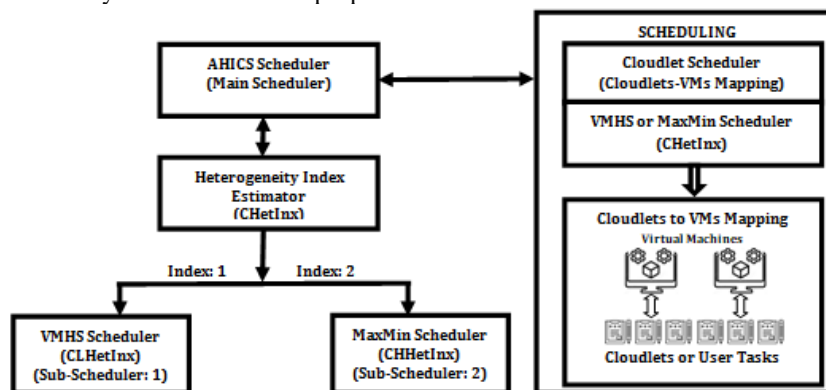 AHICS Scheduler
(Main Scheduler)
Heterogeneity Index
Estimator
(CHetInx)
Index: 1
Index: 2
VMHS Scheduler
(CLHetInx)
(Sub-Scheduler: 1)
MaxMin Scheduler
(CHHetInx)
(Sub-Scheduler: 2)
SCHEDULING
Cloudlet Scheduler
(Cloudlets-VMs Mapping)
VMHS or MaxMin Scheduler
(CHetInx)
Cloudlets to VMs Mapping
Virtual Machines
Cloudlets or User Tasks